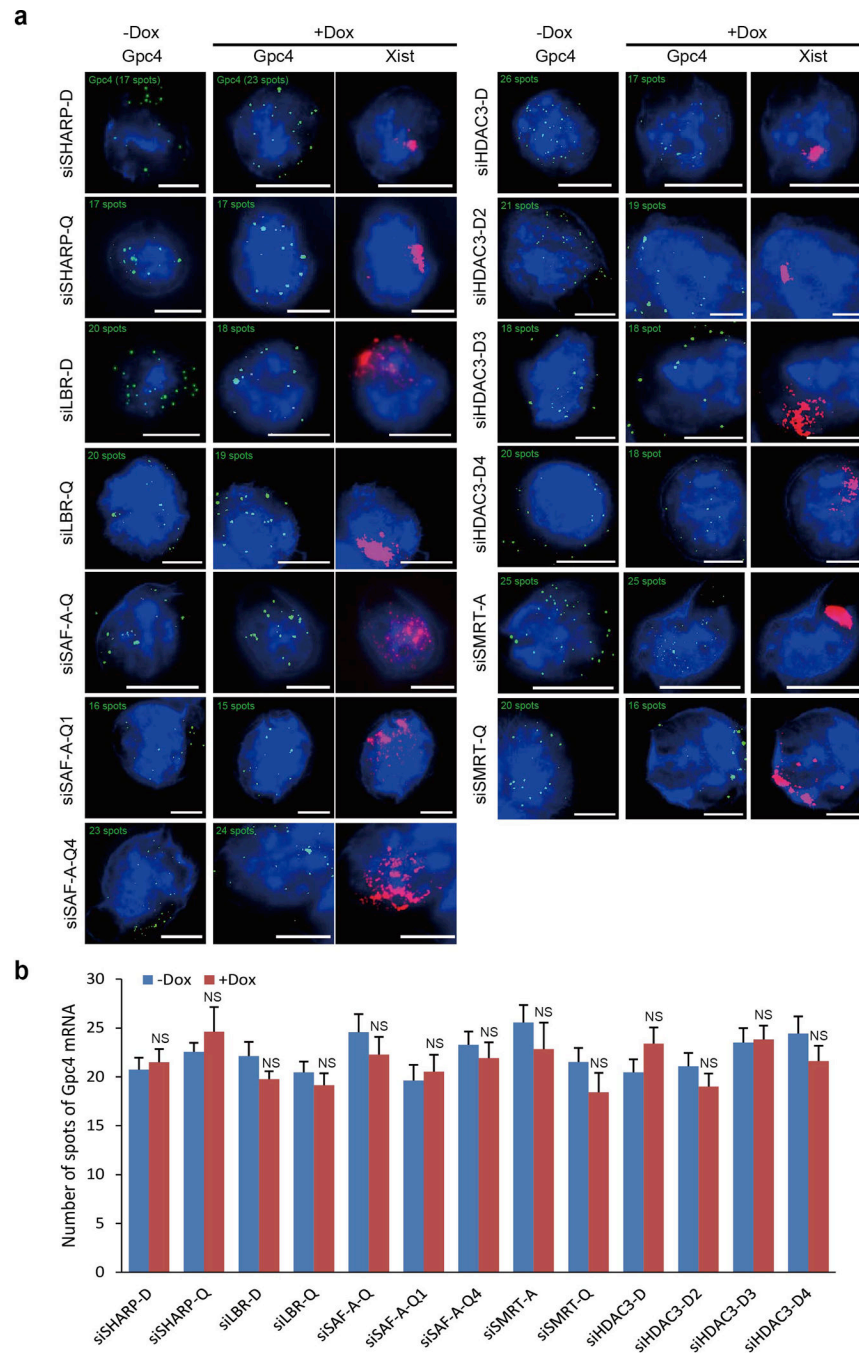 a
-Dox +Dox
Gpc4 Gpc4 Xist
siSHARP-D
Gpc4 (17 spots) Gpc4 (23 spots)
siSHARP-Q
17 spots 17 spots
siLBR-D
20 spots 18 spots
siLBR-Q
20 spots 19 spots
siSAF-A-Q
siSAF-A-Q1
16 spots 15 spots
siSAF-A-Q4
23 spots 24 spots
-Dox +Dox
Gpc4 Gpc4 Xist
siHDAC3-D
26 spots 17 spots
siHDAC3-D2
21 spots 19 spots
siHDAC3-D3
18 spots 18 spot
siHDAC3-D4
20 spots 18 spot
siSMRT-A
25 spots 25 spots
siSMRT-Q
20 spots 16 spots
b
-Dox +Dox
Number of spots of Gpc4 mRNA
30
25
20
15
10
5
0
NS NS NS NS NS NS NS NS NS NS NS NS NS
siSHARP-D siSHARP-Q siLBR-D siLBR-Q siSAF-A-Q siSAF-A-Q1 siSAF-A-Q4 siSMRT-A siSMRT-Q siHDAC3-D siHDAC3-D2 siHDAC3-D3 siHDAC3-D4